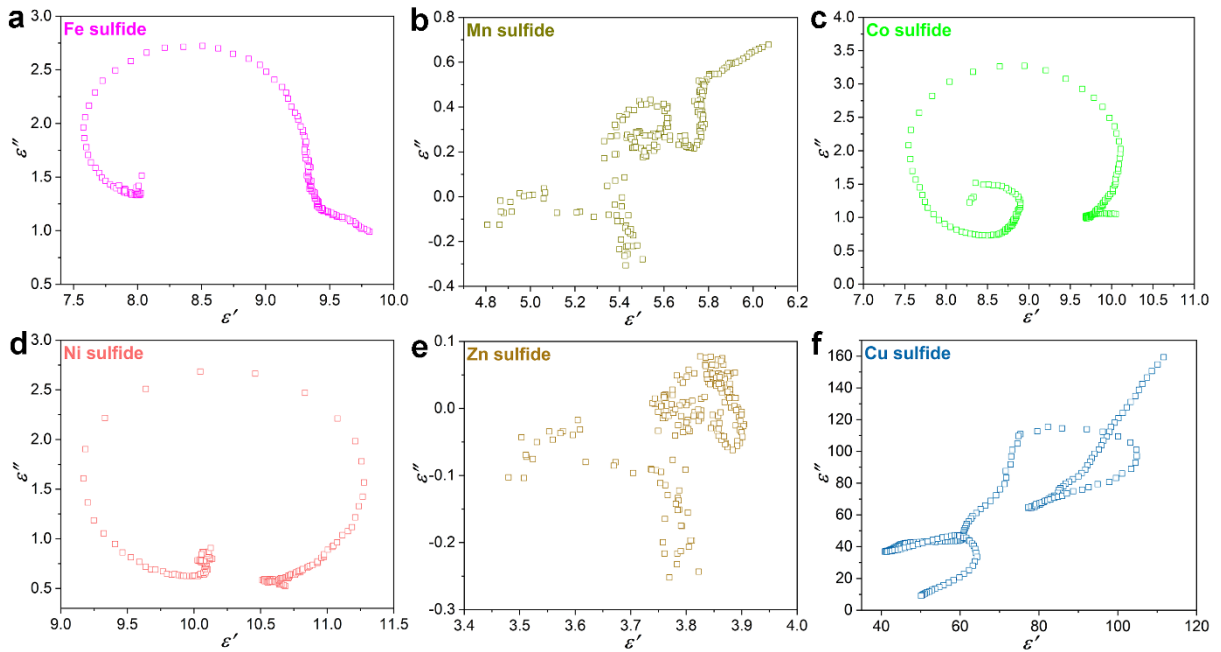 a
Fe sulfide
3.0
2.5
2.0
1.5
1.0
0.5
ε″
7.5 8.0 8.5 9.0 9.5 10.0
ε′
b
Mn sulfide
0.8
0.6
0.4
0.2
0.0
-0.2
-0.4
ε″
4.8 5.0 5.2 5.4 5.6 5.8 6.0 6.2
ε′
c
Co sulfide
4.0
3.5
3.0
2.5
2.0
1.5
1.0
0.5
0.0
ε″
7.0 7.5 8.0 8.5 9.0 9.5 10.0 10.5 11.0
ε′
d
Ni sulfide
3.0
2.5
2.0
1.5
1.0
0.5
ε″
9.0 9.5 10.0 10.5 11.0 11.5
ε′
e
Zn sulfide
0.1
0.0
-0.1
-0.2
-0.3
ε″
3.4 3.5 3.6 3.7 3.8 3.9 4.0
ε′
f
Cu sulfide
160
140
120
100
80
60
40
20
0
ε″
40 60 80 100 120
ε′